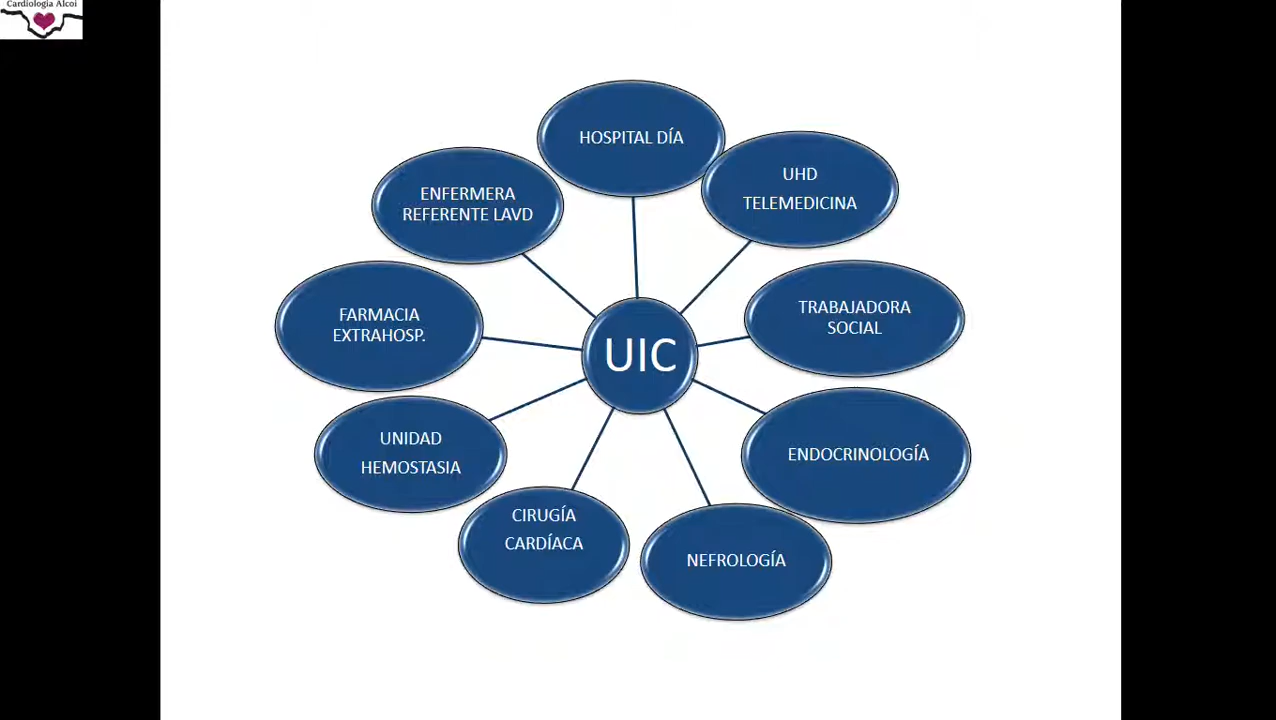 Cardiología Alcoi
HOSPITAL DÍA
UHD
TELEMEDICINA
ENFERMERA
REFERENTE LAVD
TRABAJADORA
SOCIAL
FARMACIA
EXTRAHOSP.
UIC
UNIDAD
HEMOSTASIA
ENDOCRINOLOGÍA
CIRUGÍA
CARDÍACA
NEFROLOGÍA